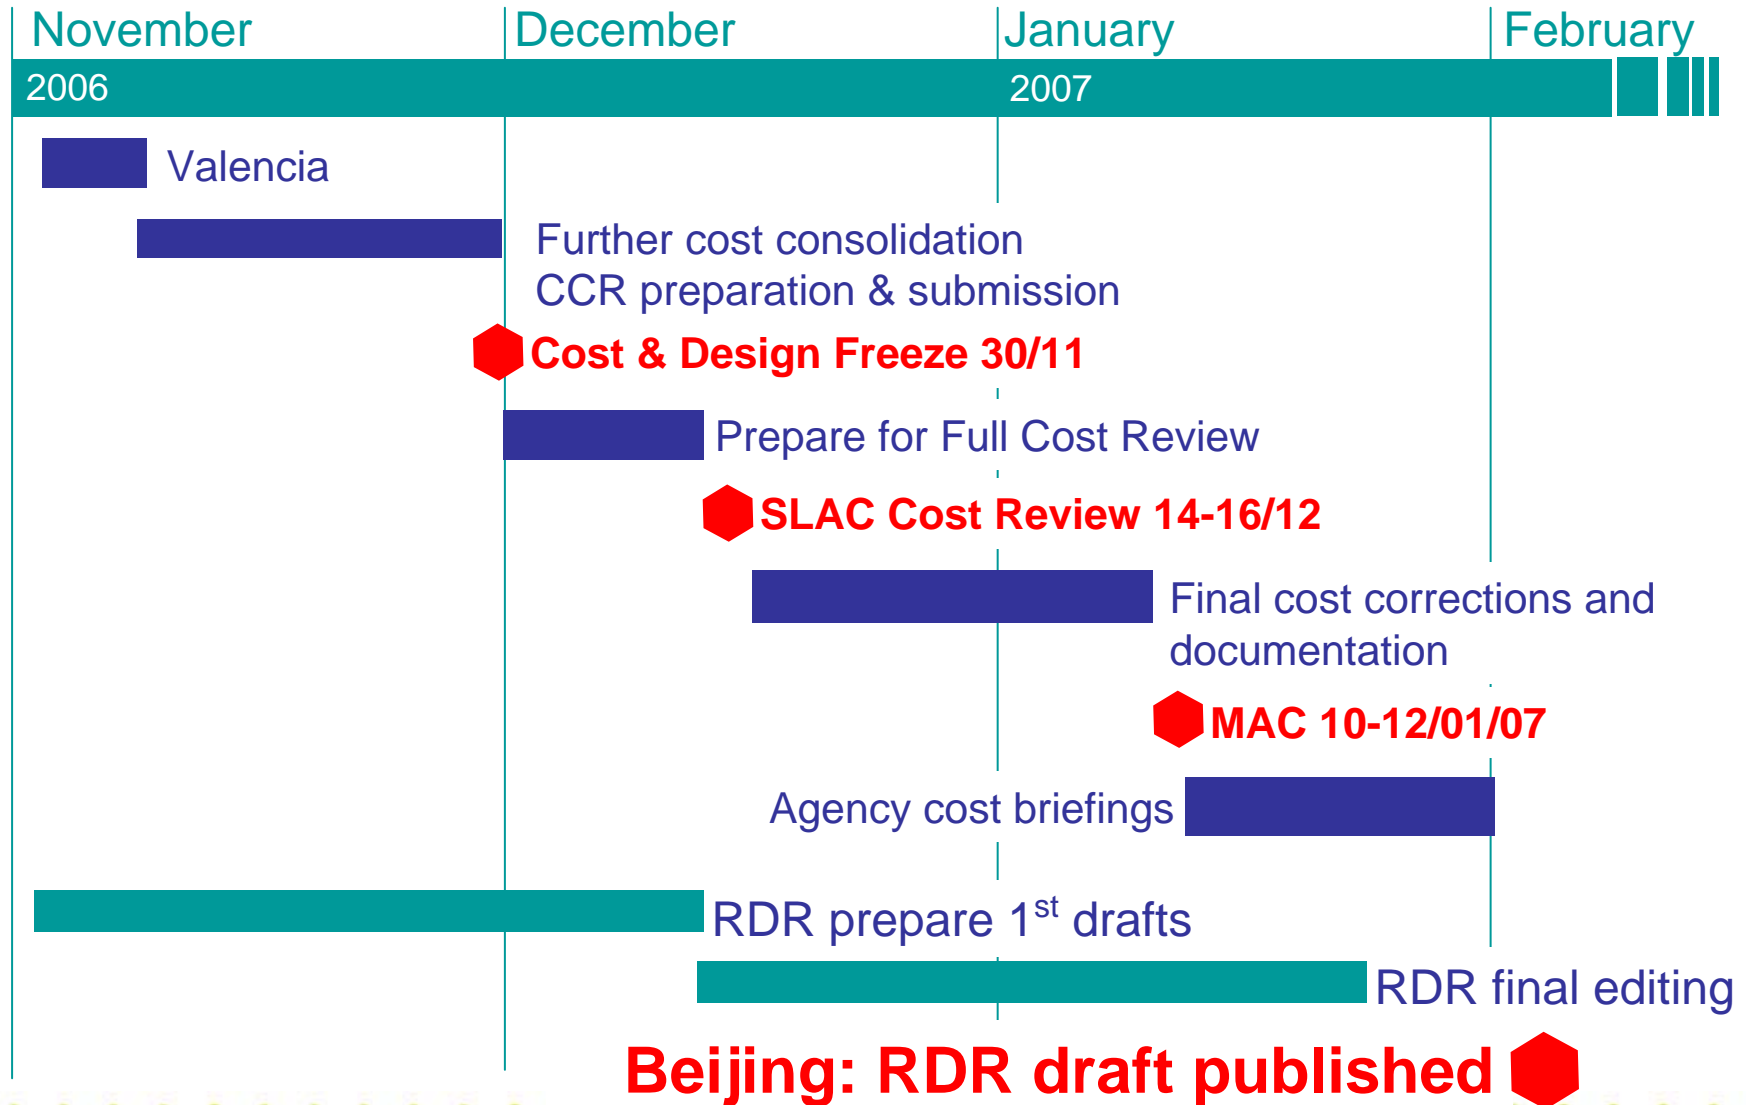 November
December
January
February
2006
2007
Valencia
Further cost consolidation
CCR preparation & submission
Cost & Design Freeze 30/11
Prepare for Full Cost Review
SLAC Cost Review 14-16/12
Final cost corrections and
documentation
MAC 10-12/01/07
Agency cost briefings
RDR prepare 1st drafts
RDR final editing
Beijing: RDR draft published